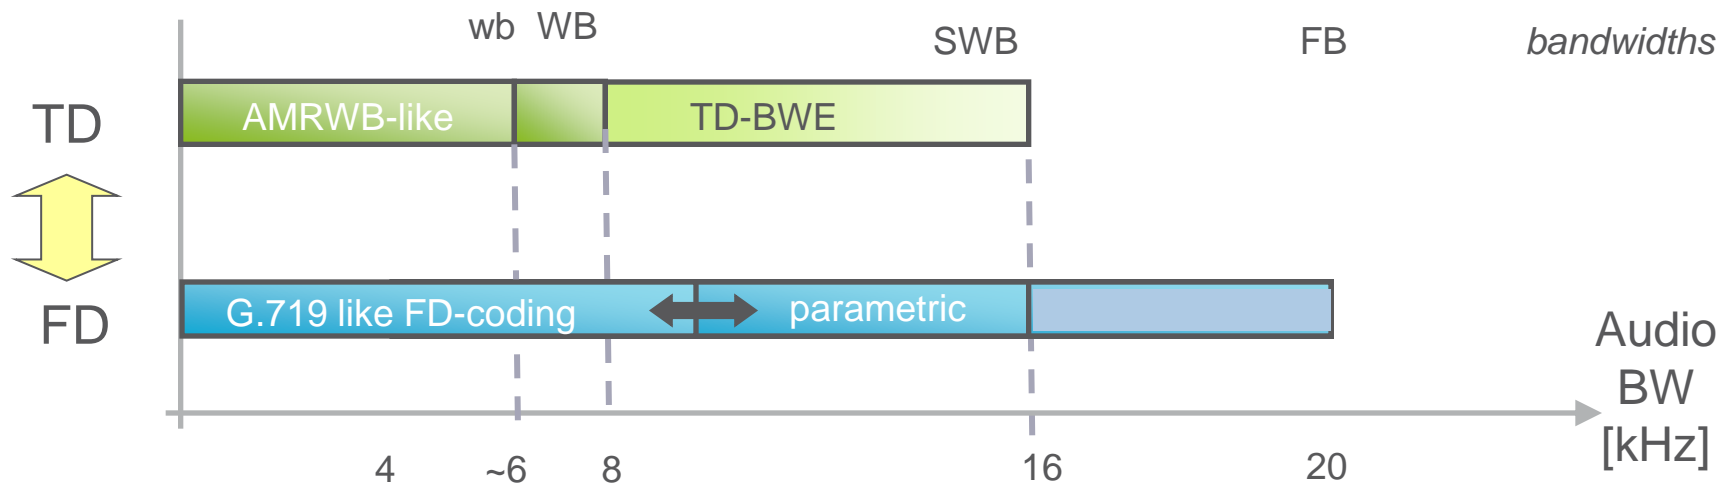 wb WB SWB FB bandwidths
TD AMRWB-like TD-BWE
FD G.719 like FD-coding parametric
Audio
BW
[kHz]
4 ~6 8 16 20